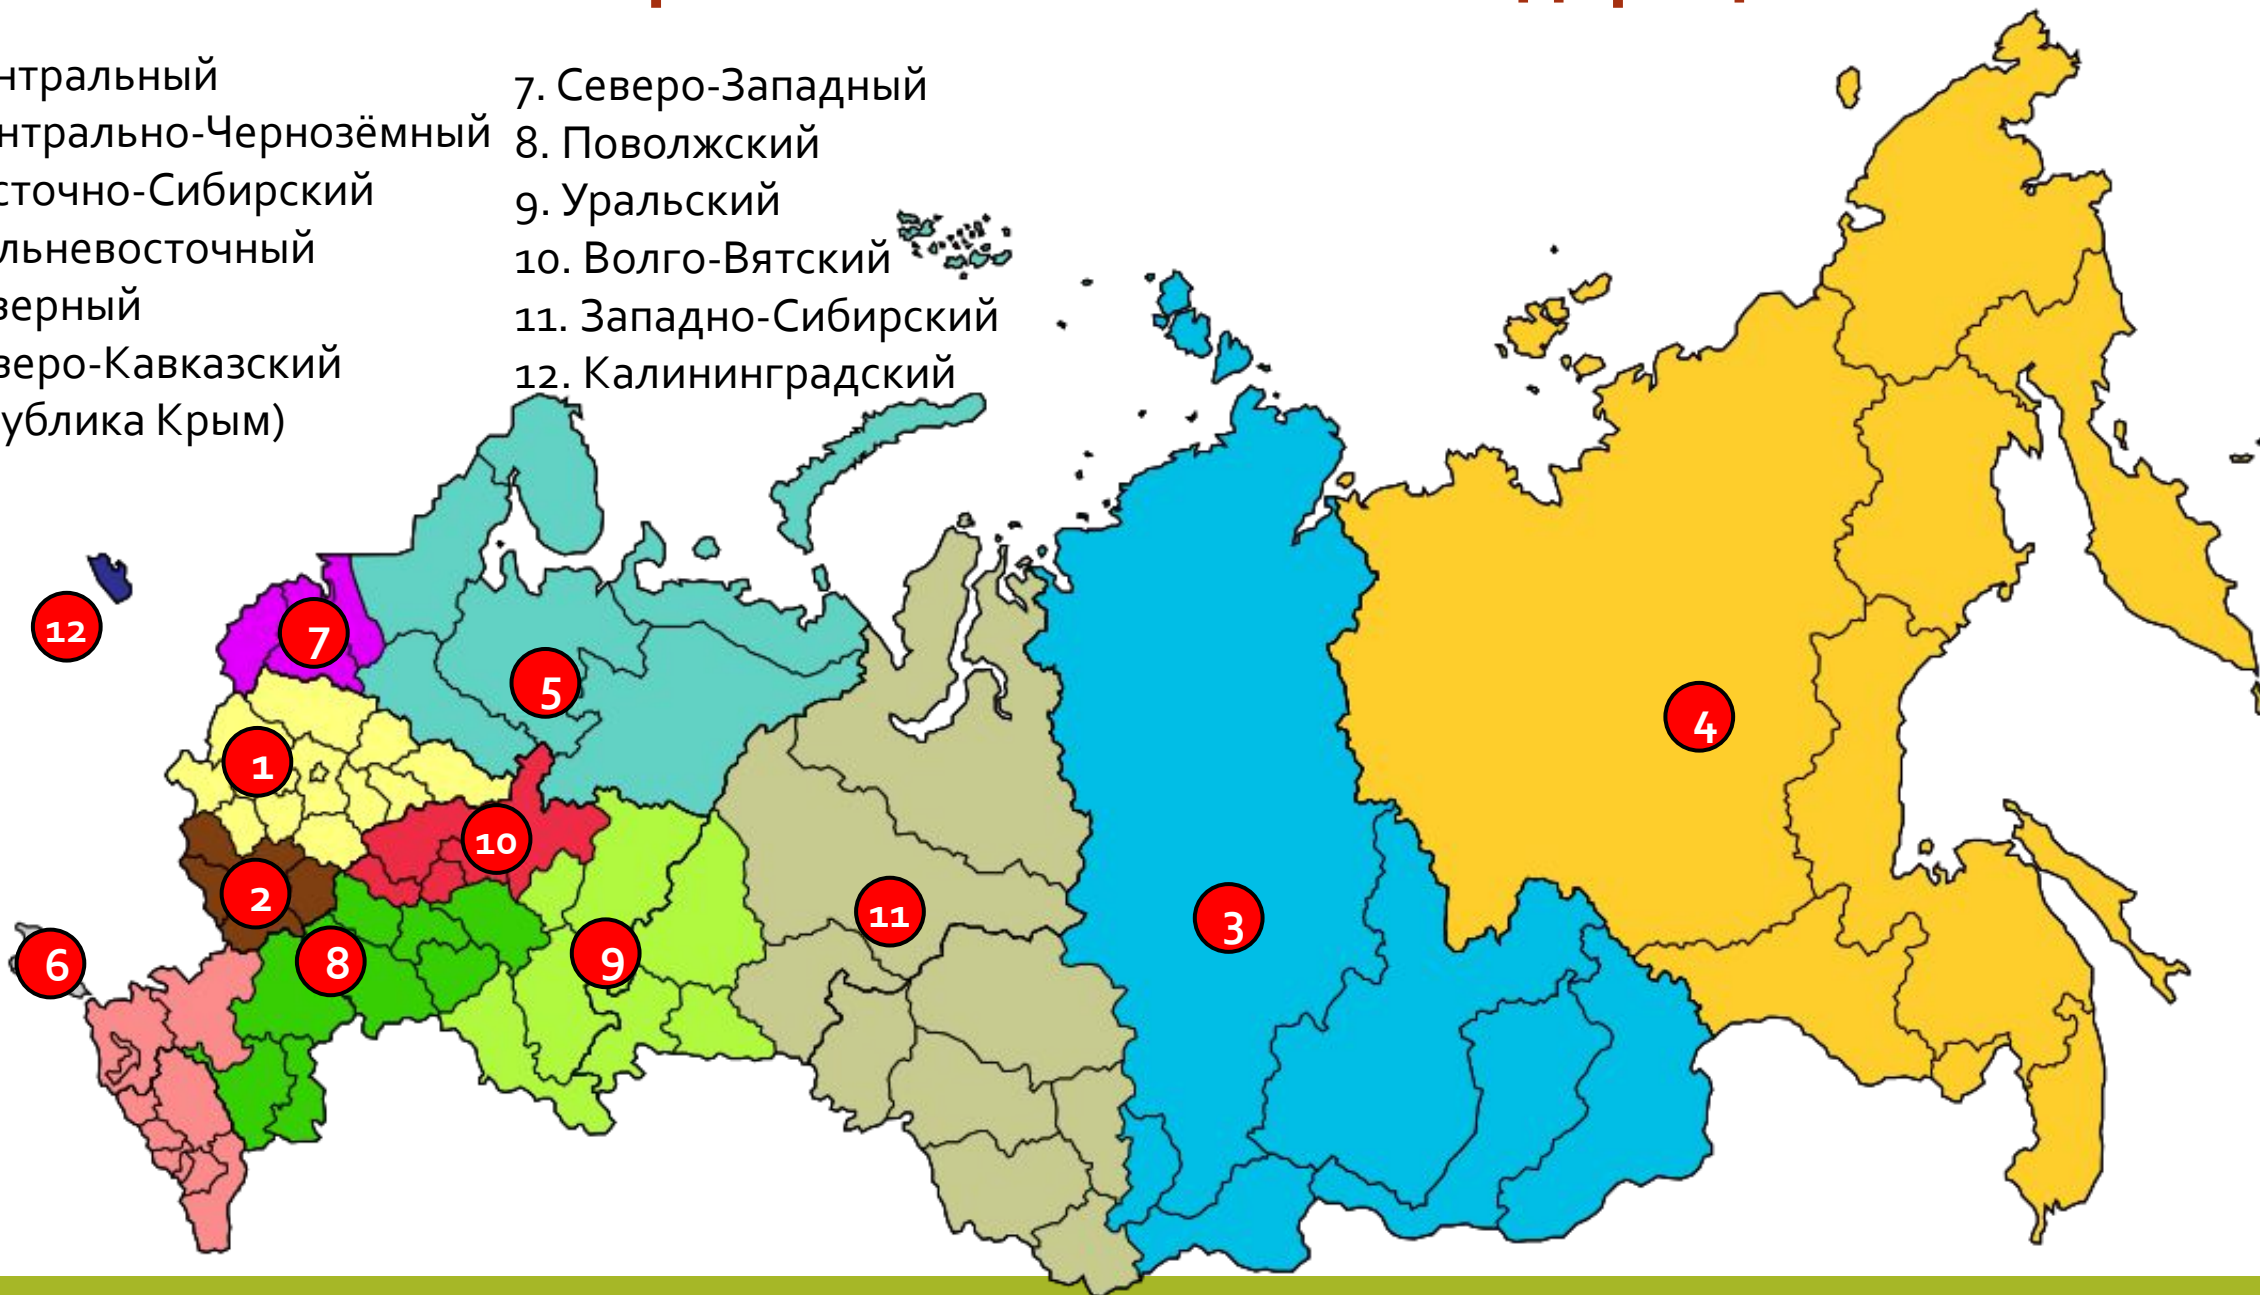 нтральный
нтрально-Чернозёмный
сточно-Сибирский
льневосточный
верный
веро-Кавказский
ублика Крым)
7. Северо-Западный
8. Поволжский
9. Уральский
10. Волго-Вятский
11. Западно-Сибирский
12. Калининградский
12
7
5
4
1
10
2
11
3
8
9
6